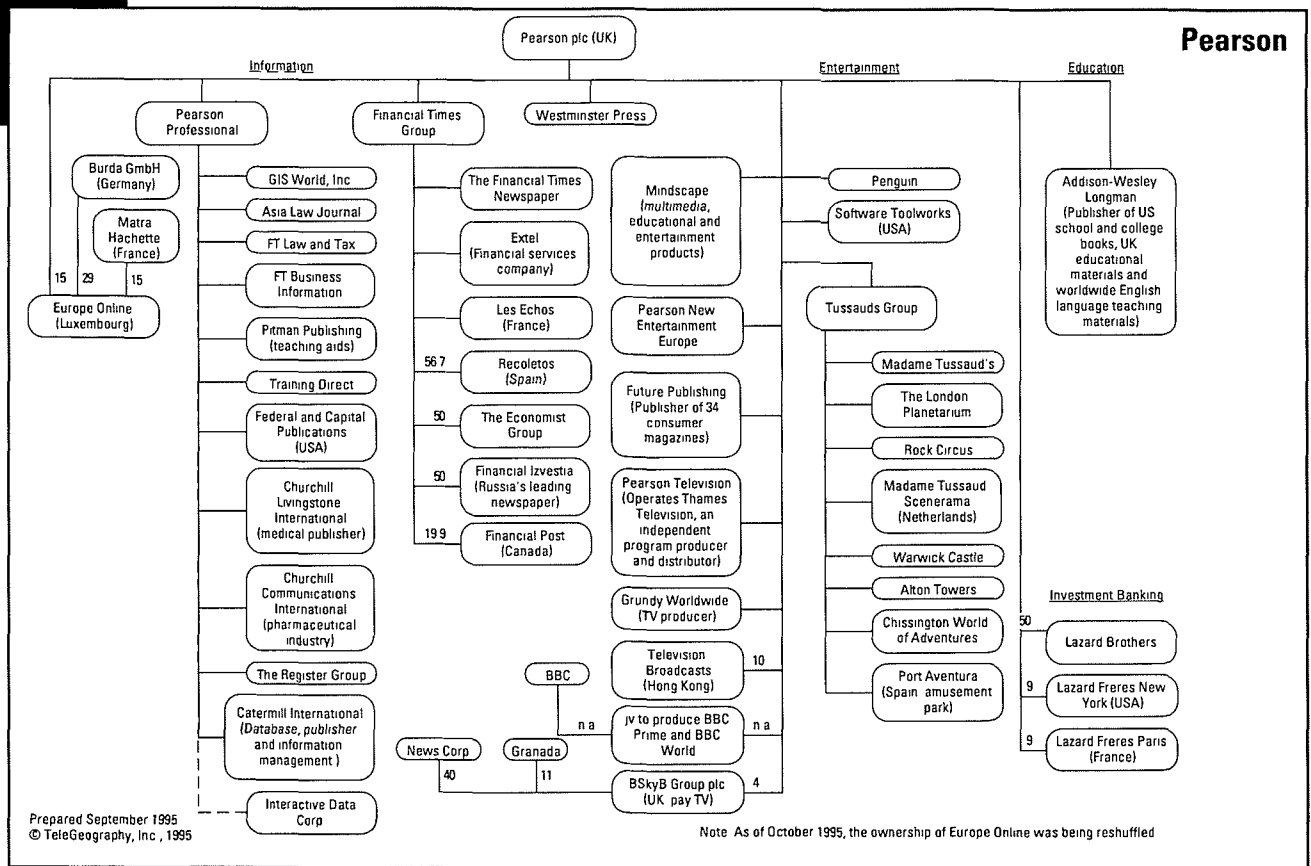 Pearson
Pearson plc (UK)
Information
Entertainment
Education
Pearson
Professional
Financial Times
Group
Westminster Press
Burda GmbH
(Germany)
Matra
Hachette
(France)
15
29
15
Europe Online
(Luxembourg)
GIS World, Inc
Asia Law Journal
FT Law and Tax
FT Business
Information
Pitman Publishing
(teaching aids)
Training Direct
Federal and Capital
Publications
(USA)
Churchill
Livingstone
International
(medical publisher)
Churchill
Communications
International
(pharmaceutical
industry)
The Register Group
Catermill International
(Database, publisher
and information
management )
Interactive Data
Corp
The Financial Times
Newspaper
Extel
(Financial services
company)
Les Echos
(France)
56 7
Recoletos
(Spain)
50
The Economist
Group
50
Financial Izvestia
(Russia's leading
newspaper)
19 9
Financial Post
(Canada)
Mindscape
(multimedia,
educational and
entertainment
products)
Pearson New
Entertainment
Europe
Future Publishing
(Publisher of 34
consumer
magazines)
Pearson Television
(Operates Thames
Television, an
independent
program producer
and distributor)
Grundy Worldwide
(TV producer)
Television
Broadcasts
(Hong Kong)
10
BBC
n a
jv to produce BBC
Prime and BBC
World
n a
News Corp
40
Granada
11
BSkyB Group plc
(UK pay TV)
4
Penguin
Software Toolworks
(USA)
Tussauds Group
Madame Tussaud's
The London
Planetarium
Rock Circus
Madame Tussaud
Scenerama
(Netherlands)
Warwick Castle
Alton Towers
Chissington World
of Adventures
Port Aventura
(Spain amusement
park)
Addison-Wesley
Longman
(Publisher of US
school and college
books, UK
educational
materials and
worldwide English
language teaching
materials)
Investment Banking
50
Lazard Brothers
9
Lazard Freres New
York (USA)
9
Lazard Freres Paris
(France)
Prepared September 1995
© TeleGeography, Inc , 1995
Note As of October 1995, the ownership of Europe Online was being reshuffled